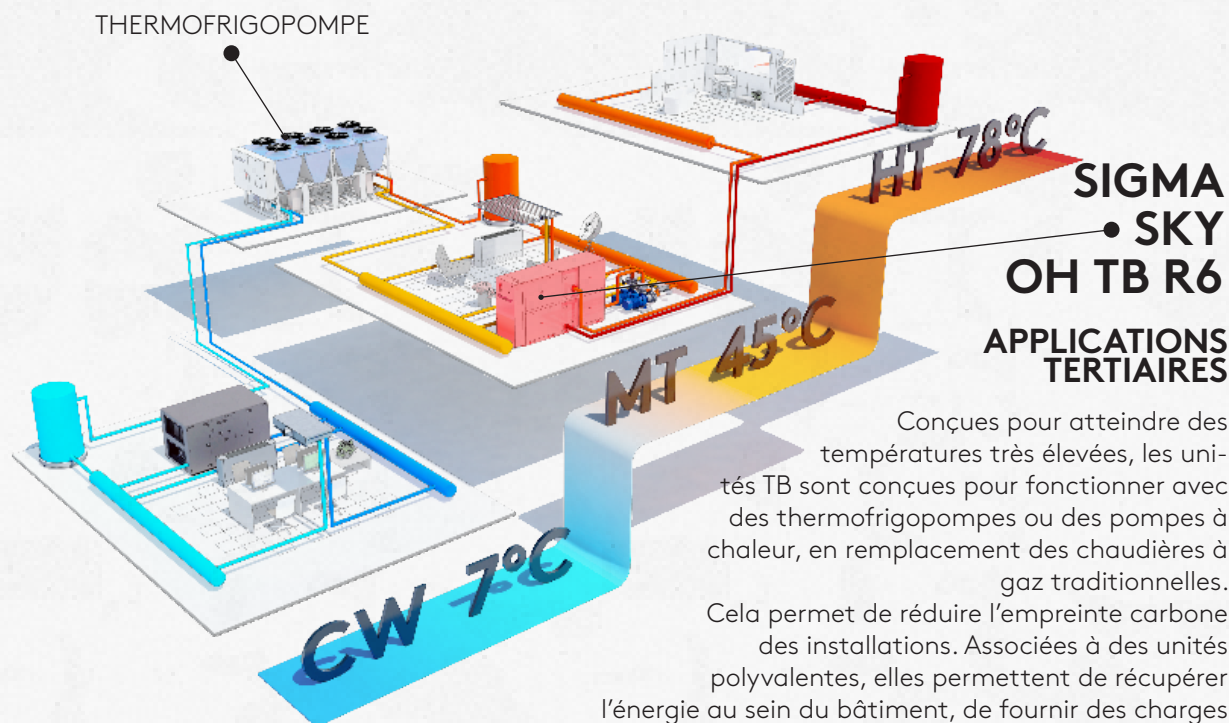 THERMOFRIGOPOMPE
HT 78°C
SIGMA
SKY
OH TB R6
MT 45°C
APPLICATIONS
TERTIAIRES
CW 7°C
Conçues pour atteindre des
températures très élevées, les uni-
tés TB sont conçues pour fonctionner avec
des thermofrigopompes ou des pompes à
chaleur, en remplacement des chaudières à
gaz traditionnelles.
Cela permet de réduire l’empreinte carbone
des installations. Associées à des unités
polyvalentes, elles permettent de récupérer
l’énergie au sein du bâtiment, de fournir des charges